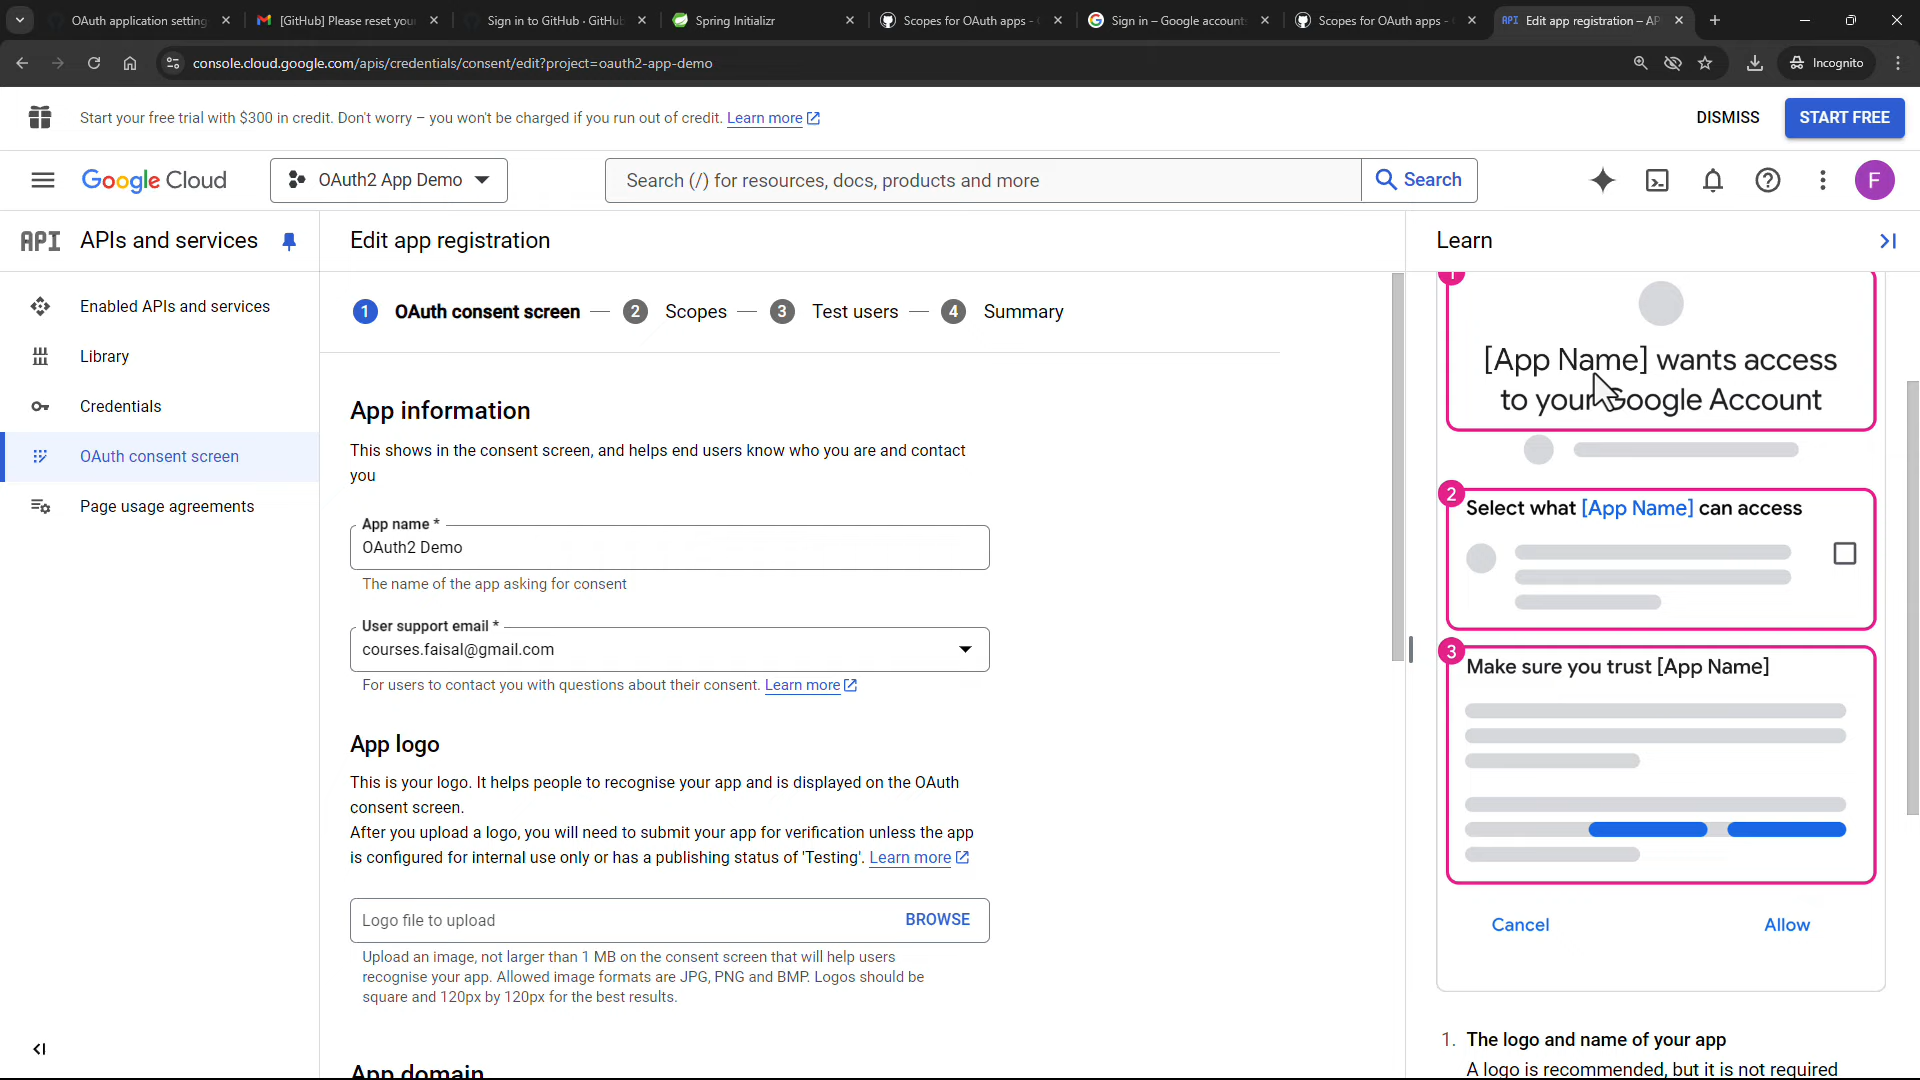 OAuth application setting
[GitHub] Please reset you
Sign in to GitHub · GitHub
Spring Initializr
Scopes for OAuth apps -
Sign in – Google account
Scopes for OAuth apps -
API Edit app registration – AP
console.cloud.google.com/apis/credentials/consent/edit?project=oauth2-app-demo
Incognito
Start your free trial with $300 in credit. Don't worry – you won't be charged if you run out of credit. Learn more
DISMISS
START FREE
Google Cloud
OAuth2 App Demo
Search (/) for resources, docs, products and more
Search
F
API APIs and services
Enabled APIs and services
Library
Credentials
OAuth consent screen
Page usage agreements
Edit app registration
1 OAuth consent screen — 2 Scopes — 3 Test users — 4 Summary
App information
This shows in the consent screen, and helps end users know who you are and contact
you
App name *
OAuth2 Demo
The name of the app asking for consent
User support email *
courses.faisal@gmail.com
For users to contact you with questions about their consent. Learn more
App logo
This is your logo. It helps people to recognise your app and is displayed on the OAuth
consent screen.
After you upload a logo, you will need to submit your app for verification unless the app
is configured for internal use only or has a publishing status of 'Testing'. Learn more
Logo file to upload
BROWSE
Upload an image, not larger than 1 MB on the consent screen that will help users
recognise your app. Allowed image formats are JPG, PNG and BMP. Logos should be
square and 120px by 120px for the best results.
App domain
Learn
1
[App Name] wants access
to your Google Account
2
Select what [App Name] can access
3
Make sure you trust [App Name]
Cancel
Allow
1. The logo and name of your app
A logo is recommended, but it is not required